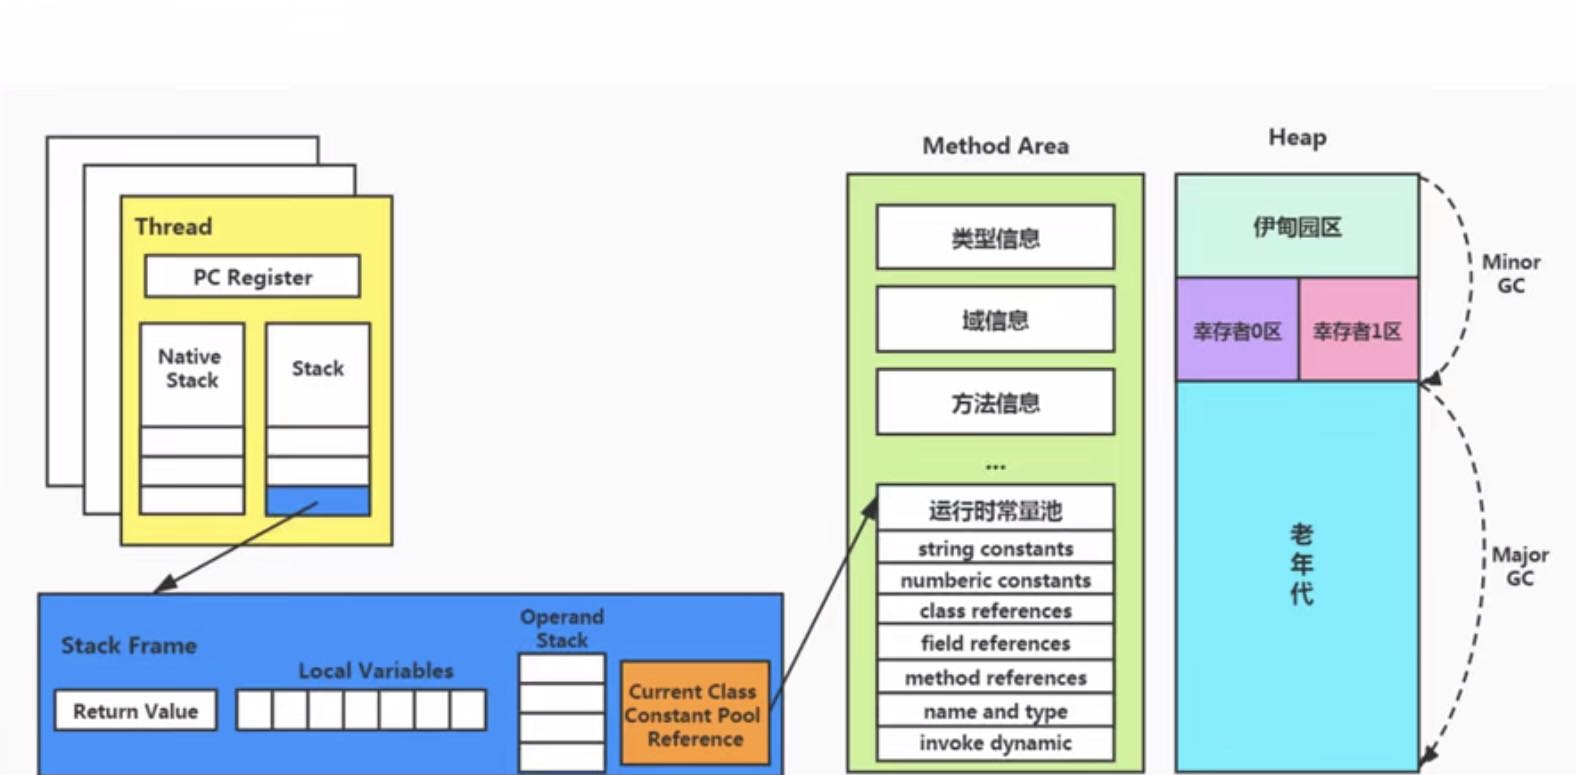 Thread
PC Register
Native
Stack
Stack
Stack Frame
Return Value
Local Variables
Operand
Stack
Current Class
Constant Pool
Reference
Method Area
类型信息
域信息
方法信息
...
运行时常量池
string constants
numberic constants
class references
field references
method references
name and type
invoke dynamic
Heap
伊甸园区
幸存者0区
幸存者1区
老
年
代
Minor
GC
Major
GC